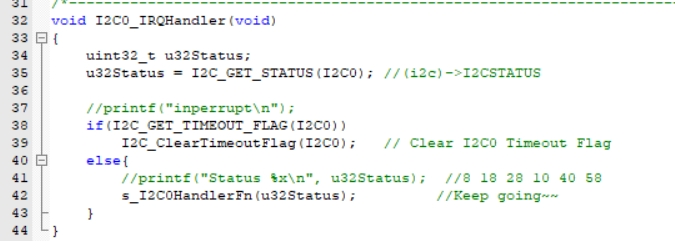 31 /*-----------------------------------------------------------------------
32 void I2C0_IRQHandler(void)
33 {
34     uint32_t u32Status;
35     u32Status = I2C_GET_STATUS(I2C0); //(i2c)->I2CSTATUS
36
37     //printf("inperrupt\n");
38     if(I2C_GET_TIMEOUT_FLAG(I2C0))
39         I2C_ClearTimeoutFlag(I2C0);   // Clear I2C0 Timeout Flag
40     else{
41         //printf("Status %x\n", u32Status);  //8 18 28 10 40 58
42         s_I2C0HandlerFn(u32Status);         //Keep going~~
43     }
44 }